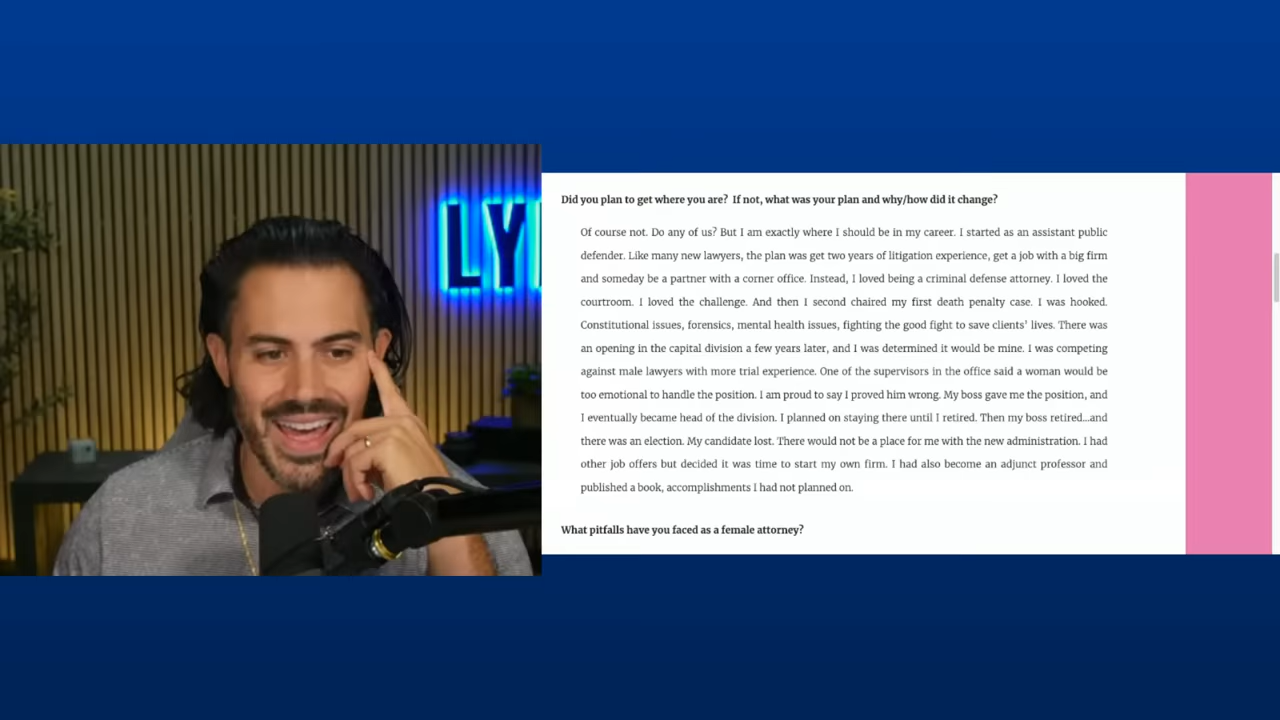 LY
Did you plan to get where you are? If not, what was your plan and why/how did it change?
Of course not. Do any of us? But I am exactly where I should be in my career. I started as an assistant public
defender. Like many new lawyers, the plan was get two years of litigation experience, get a job with a big firm
and someday be a partner with a corner office. Instead, I loved being a criminal defense attorney. I loved the
courtroom. I loved the challenge. And then I second chaired my first death penalty case. I was hooked.
Constitutional issues, forensics, mental health issues, fighting the good fight to save clients' lives. There was
an opening in the capital division a few years later, and I was determined it would be mine. I was competing
against male lawyers with more trial experience. One of the supervisors in the office said a woman would be
too emotional to handle the position. I am proud to say I proved him wrong. My boss gave me the position, and
I eventually became head of the division. I planned on staying there until I retired. Then my boss retired...and
there was an election. My candidate lost. There would not be a place for me with the new administration. I had
other job offers but decided it was time to start my own firm. I had also become an adjunct professor and
published a book, accomplishments I had not planned on.
What pitfalls have you faced as a female attorney?